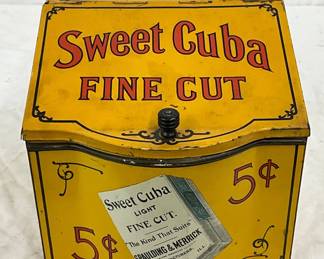 Sweet Cuba
FINE CUT
5¢
Sweet Cuba
LIGHT
FINE CUT.
"The Kind That Suits"
SPAULDING & MERRICK
5¢